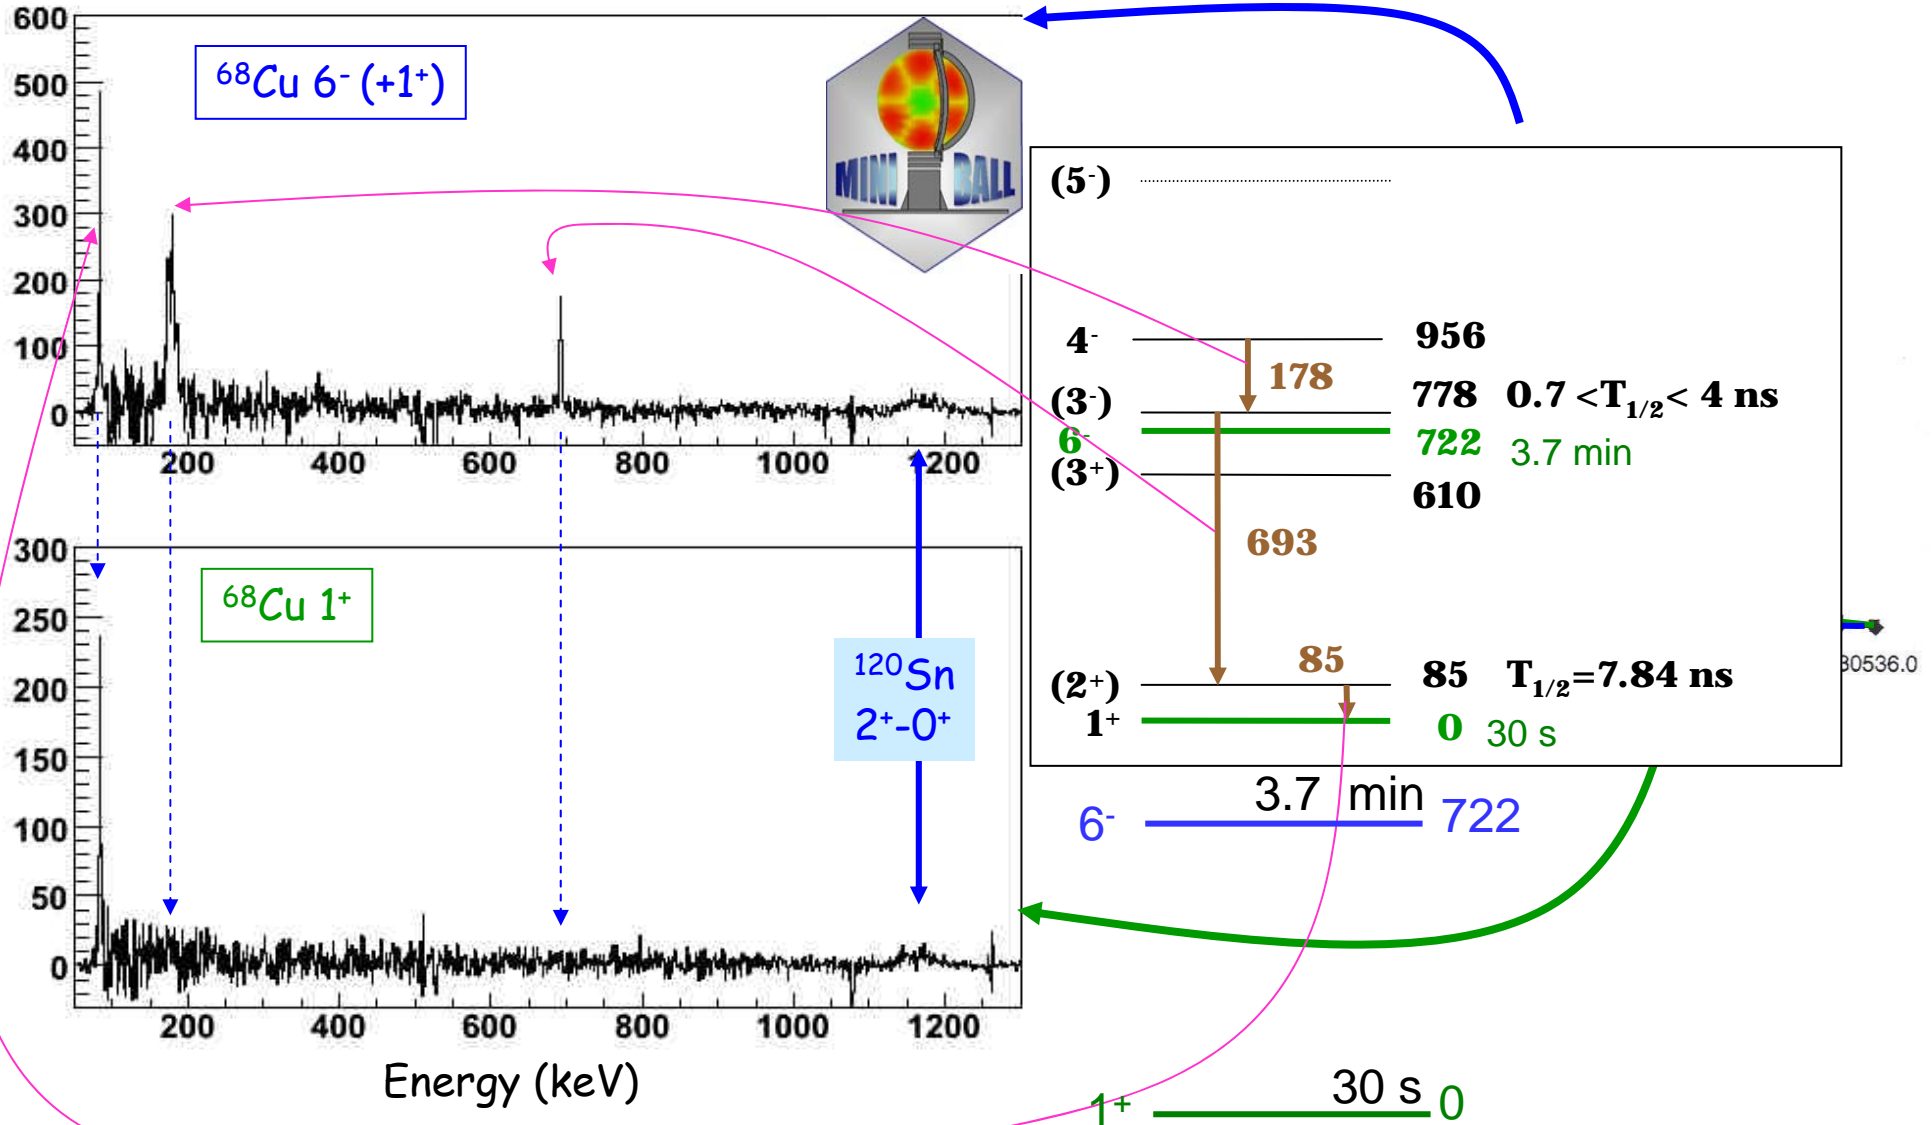 600
500
400
300
200
100
0
⁶⁸Cu 6⁻ (+1⁺)
MINI BALL
200 400 600 800 1000 1200
300
250
200
150
100
50
0
⁶⁸Cu 1⁺
¹²⁰Sn
2⁺-0⁺
200 400 600 800 1000 1200
Energy (keV)
(5⁻)
4⁻ 956
178
(3⁻) 778 0.7 <T₁/₂< 4 ns
6⁻ 722 3.7 min
(3⁺) 610
693
85
(2⁺) 85 T₁/₂=7.84 ns
1⁺ 0 30 s
30536.0
3.7 min
6⁻ 722
30 s
1⁺ 0